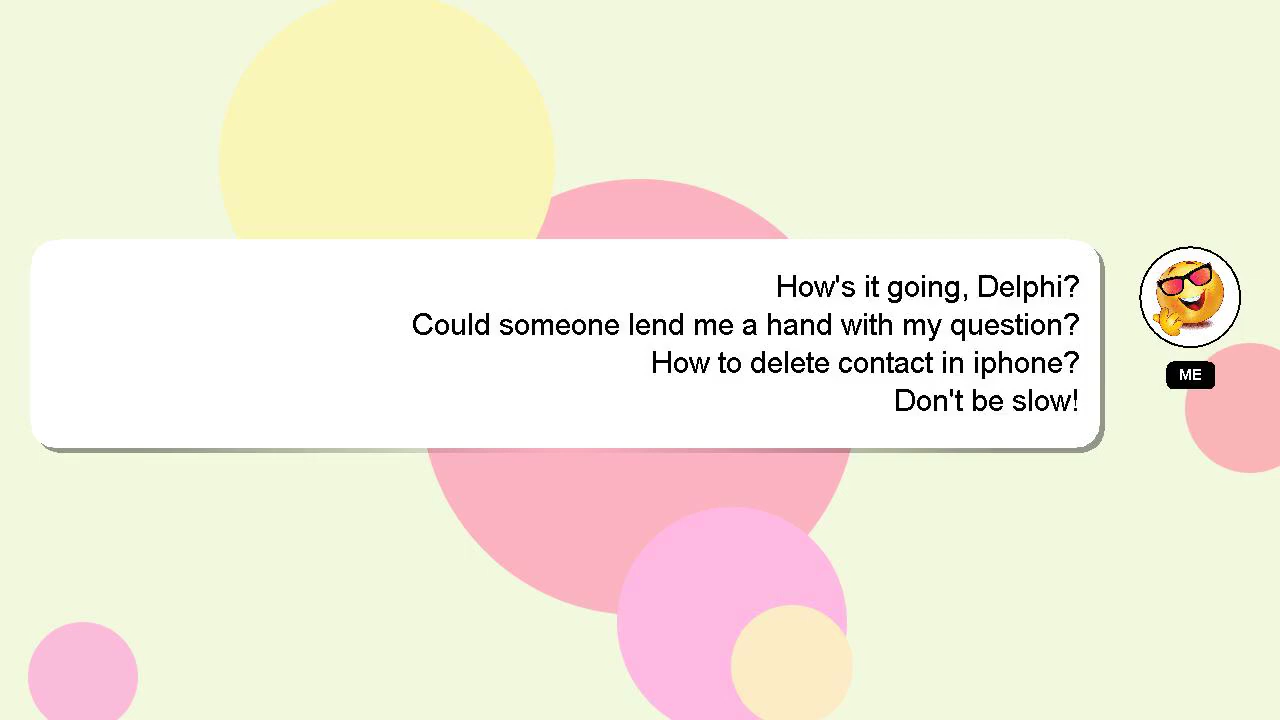 How's it going, Delphi?
Could someone lend me a hand with my question?
How to delete contact in iphone?
Don't be slow!
ME